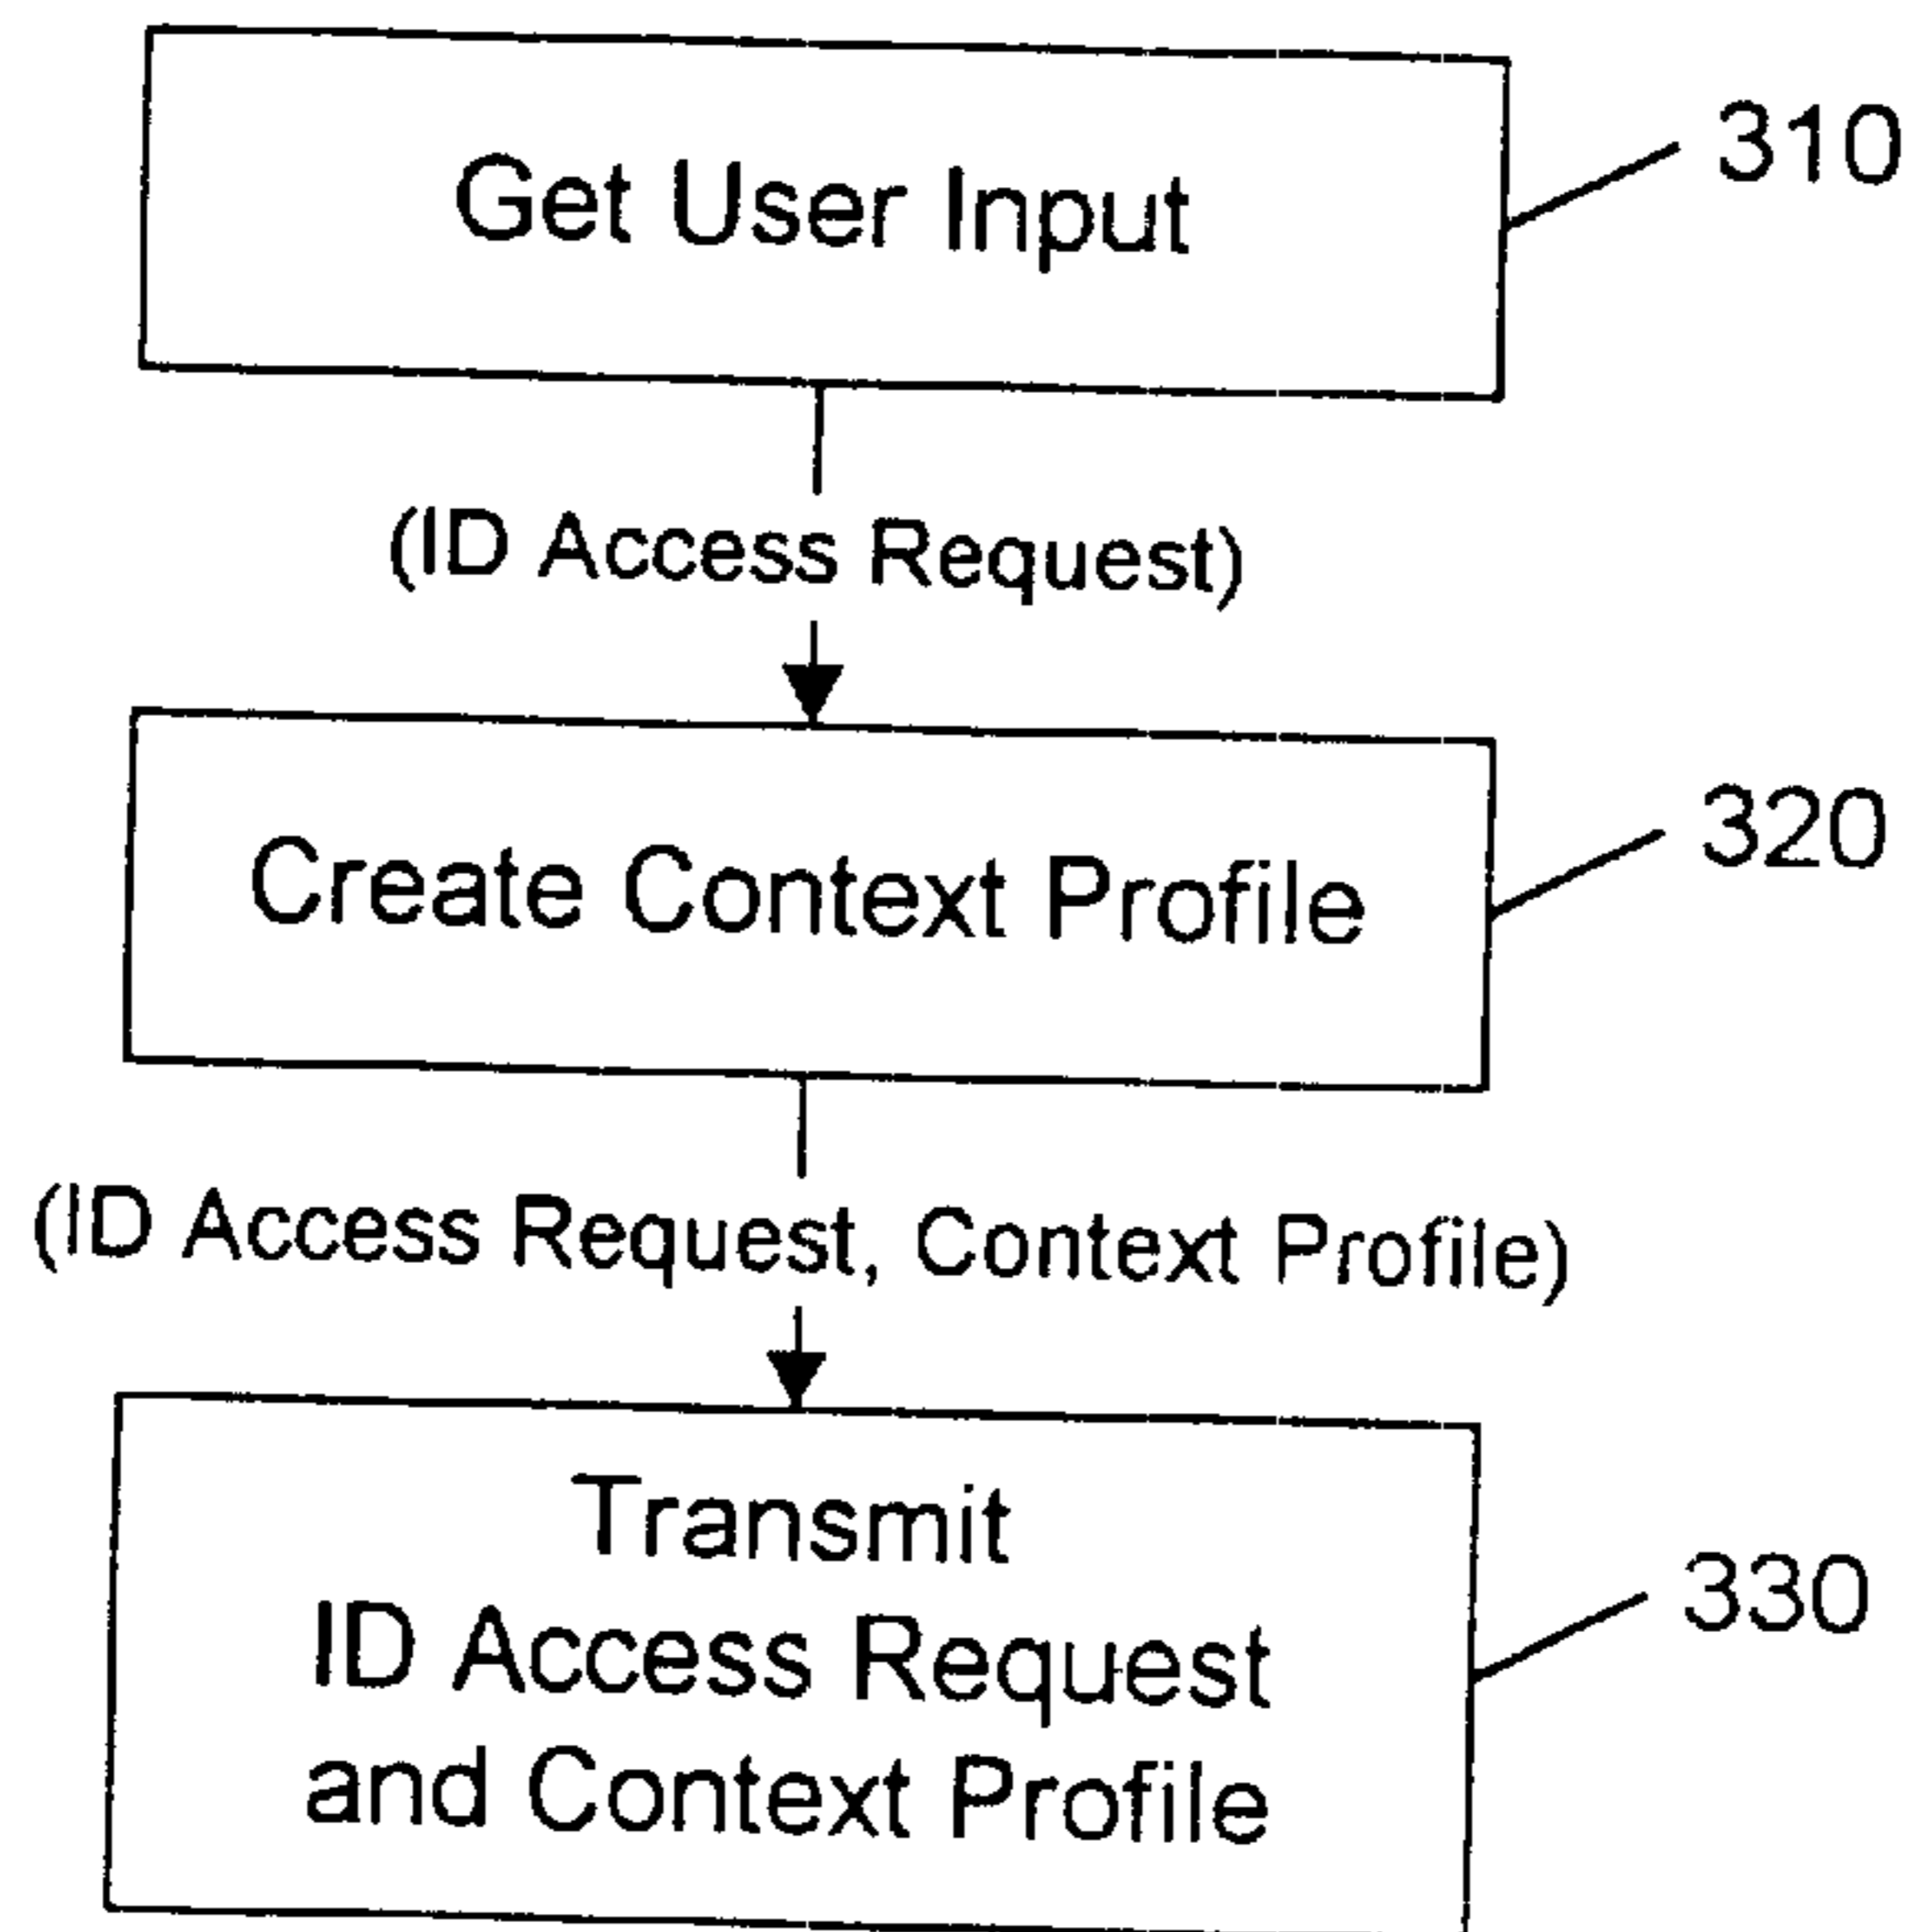 Get User Input
310
(ID Access Request)
Create Context Profile
320
(ID Access Request, Context Profile)
Transmit
ID Access Request
and Context Profile
330